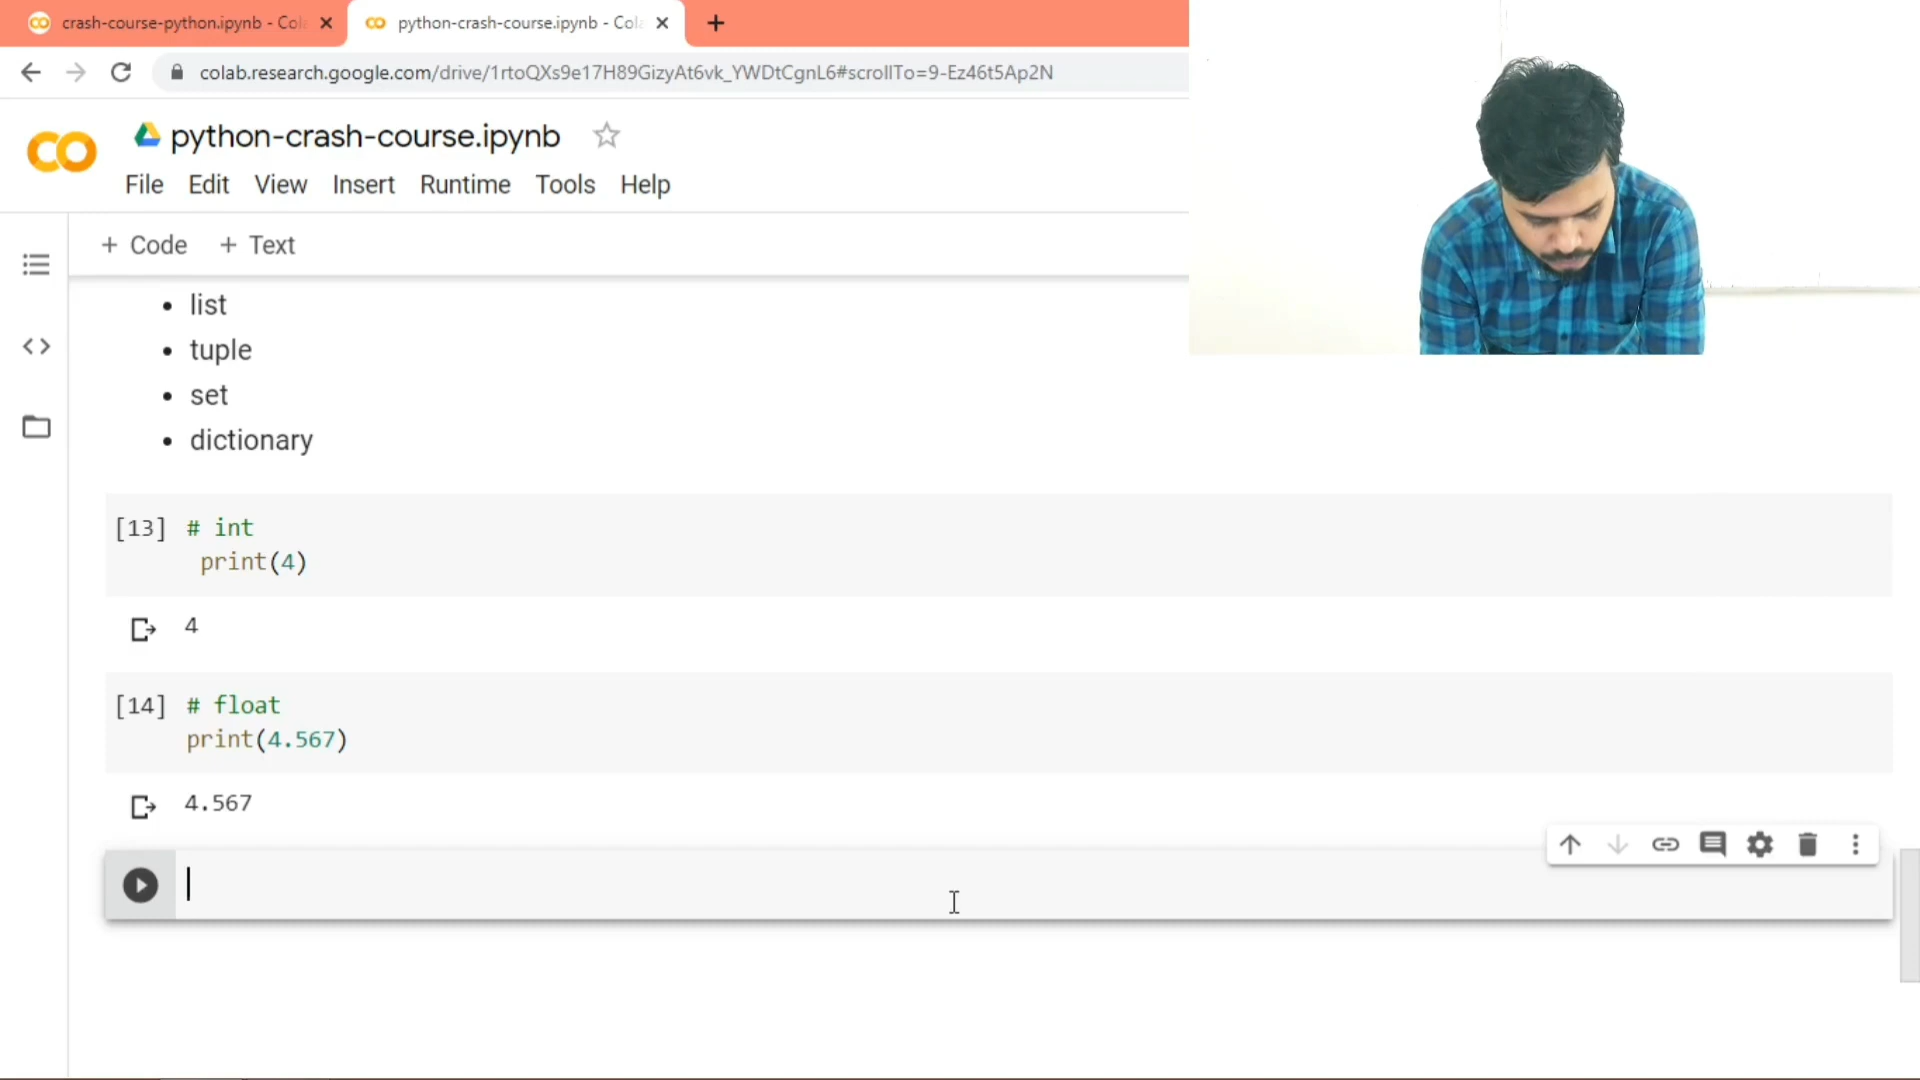 crash-course-python.ipynb - Col
python-crash-course.ipynb - Cola
colab.research.google.com/drive/1rtoQXs9e17H89GizyAt6vk_YWDtCgnL6#scrollTo=9-Ez46t5Ap2N
python-crash-course.ipynb
File Edit View Insert Runtime Tools Help
+ Code + Text
• list
• tuple
• set
• dictionary
[13] # int
print(4)
4
[14] # float
print(4.567)
4.567